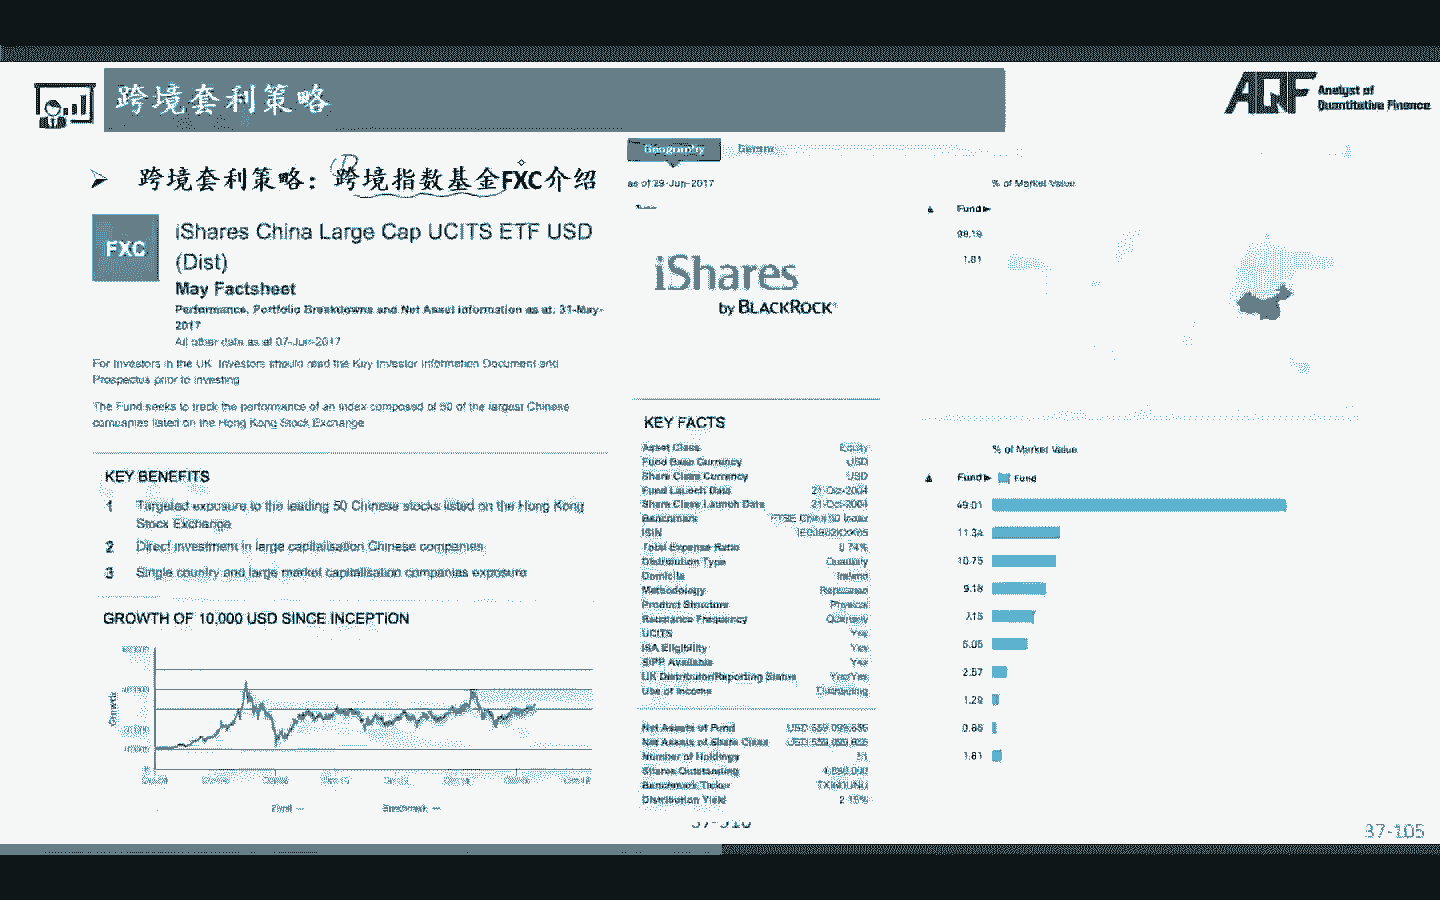 跨境套利策略
AQF
Analyst of
Quantitative Finance
➢ 跨境套利策略：跨境指数基金FXC介绍
FXC
iShares China Large Cap UCITS ETF USD
(Dist)
May Factsheet
Performance, Portfolio Breakdowns and Net Asset information as at: 31-May-
2017
All other data as at 07-Jun-2017
For Investors in the UK. Investors should read the Key Investor Information Document and
Prospectus prior to investing
The Fund seeks to track the performance of an index composed of 50 of the largest Chinese
companies listed on the Hong Kong Stock Exchange
KEY BENEFITS
1 Targeted exposure to the leading 50 Chinese stocks listed on the Hong Kong
Stock Exchange
2 Direct investment in large capitalisation Chinese companies
3 Single country and large market capitalisation companies exposure
GROWTH OF 10,000 USD SINCE INCEPTION
Growth
Fund
Benchmark
Geography
as of 29-Jun-2017
iShares
by BLACKROCK
KEY FACTS
Asset Class Equity
Fund Base Currency USD
Share Class Currency USD
Fund Launch Date 21-Oct-2004
Share Class Launch Date 21-Oct-2004
Benchmark FTSE China 50 Index
ISIN
Total Expense Ratio 0.74%
Distribution Type Quarterly
Domicile Ireland
Methodology Replicated
Product Structure Physical
Rebalance Frequency Quarterly
UCITS Yes
ISA Eligibility Yes
SIPP Available Yes
UK Distributor/Reporting Status Yes/Yes
Use of Income Distributing
Net Assets of Fund
Net Assets of Share Class
Number of Holdings 51
Shares Outstanding
Benchmark Ticker
Distribution Yield 2.15%
% of Market Value
Fund
98.19
1.81
% of Market Value
Fund Fund
49.01
11.34
10.75
9.18
7.15
5.05
2.57
1.29
0.86
1.81
37-105